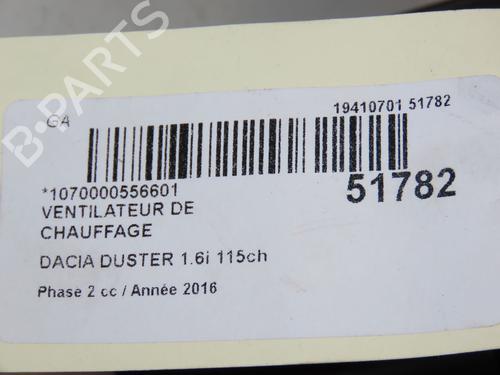 GA
19410701 51782
*1070000556601
51782
VENTILATEUR DE
CHAUFFAGE
DACIA DUSTER 1.6i 115ch
Phase 2 cc / Année 2016
B-PARTS